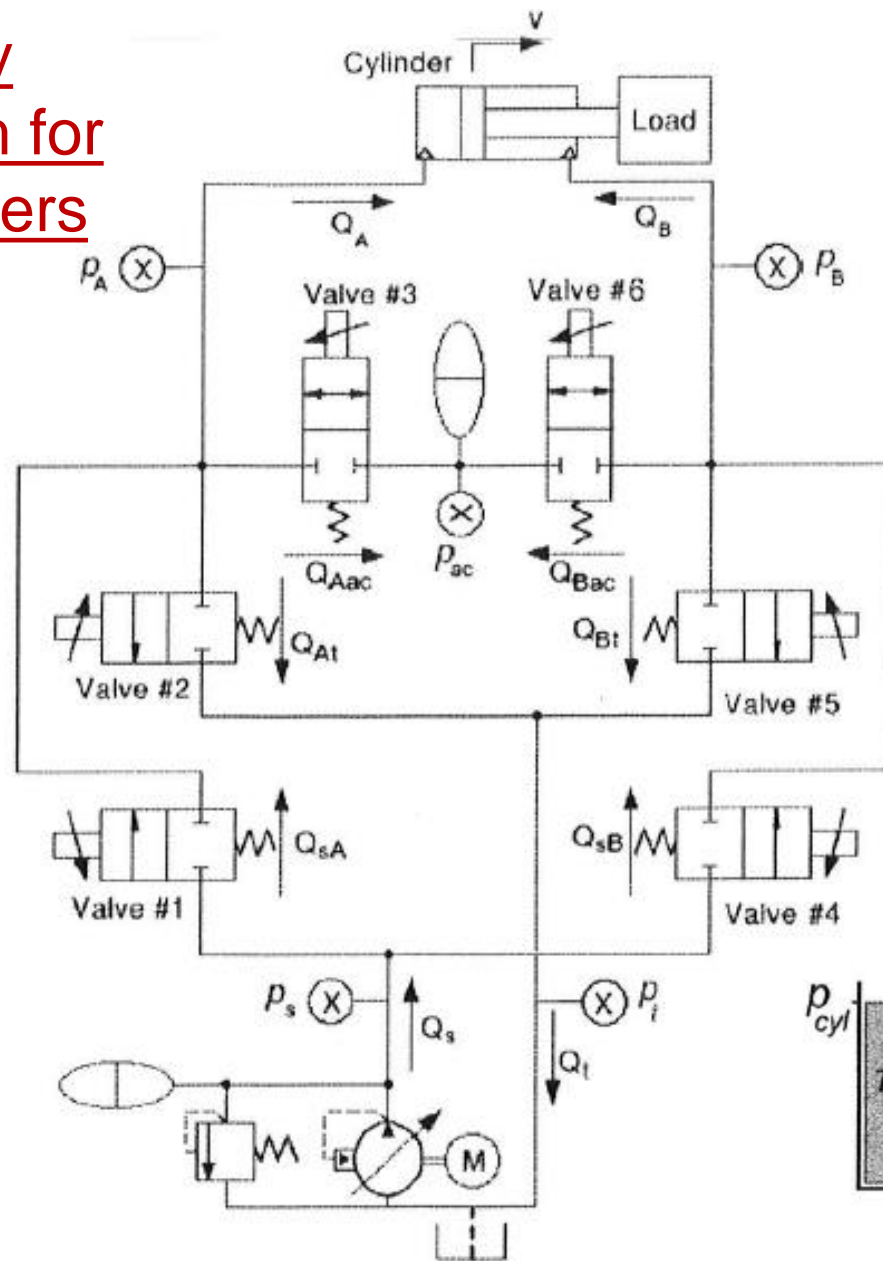 y
n for
ers
v
Cylinder
Load
Q_A
Q_B
p_A X
X p_B
Valve #3
Valve #6
X
p_ac
Q_Aac
Q_Bac
Q_At
Q_Bt
Valve #2
Valve #5
Q_sA
Q_sB
Valve #1
Valve #4
p_s X
X p_t
Q_s
Q_t
p_cyl
M